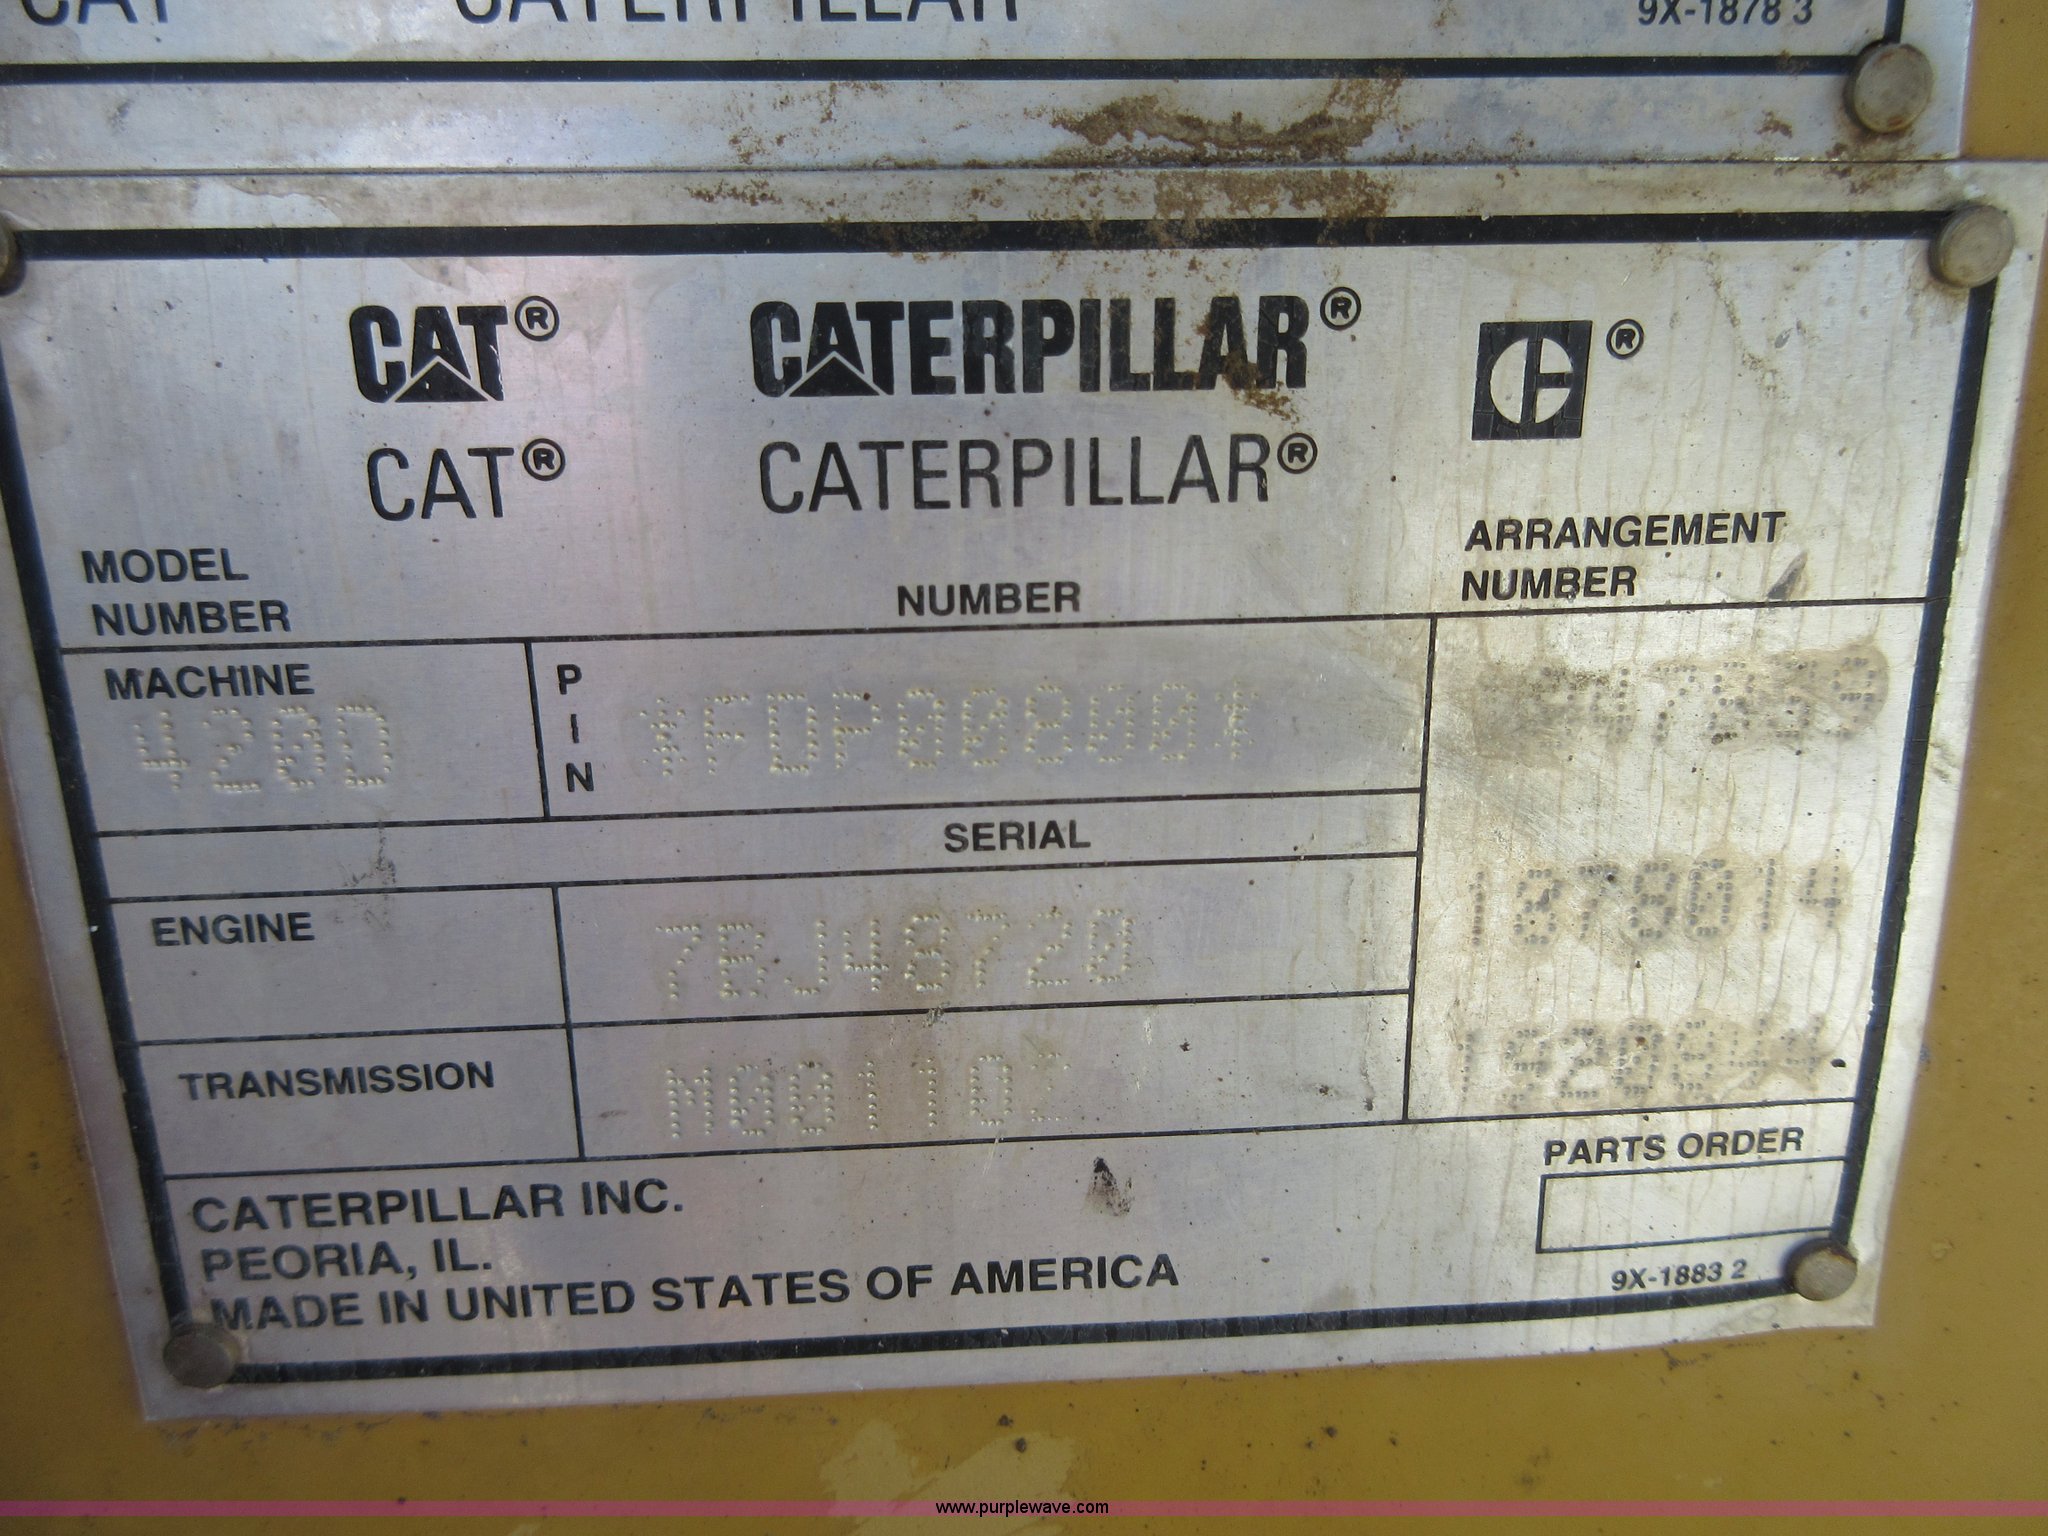 CAT CATERPILLAR 9X-1878 3
CAT® CATERPILLAR® ®
CAT® CATERPILLAR®
MODEL NUMBER
NUMBER
ARRANGEMENT NUMBER
MACHINE
420D
PIN
*FDP00800*
SERIAL
ENGINE
7BJ48720
1878014
TRANSMISSION
M001102
PARTS ORDER
CATERPILLAR INC.
PEORIA, IL.
MADE IN UNITED STATES OF AMERICA
9X-1883 2
www.purplewave.com